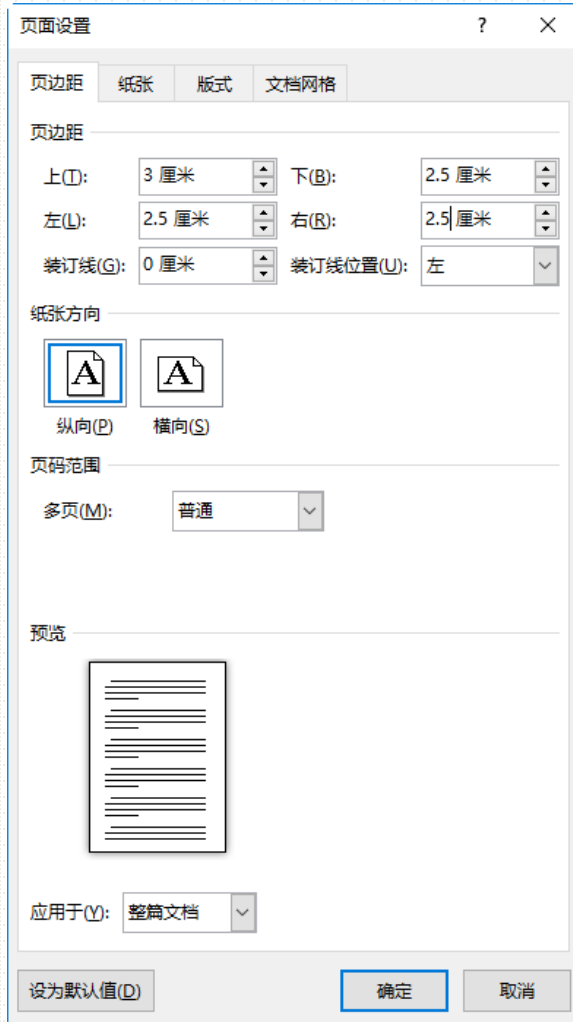 页面设置 ? ×
页边距 纸张 版式 文档网格
页边距
上(T): 3 厘米 下(B): 2.5 厘米
左(L): 2.5 厘米 右(R): 2.5 厘米
装订线(G): 0 厘米 装订线位置(U): 左
纸张方向
A A
纵向(P) 横向(S)
页码范围
多页(M): 普通
预览
应用于(Y): 整篇文档
设为默认值(D) 确定 取消